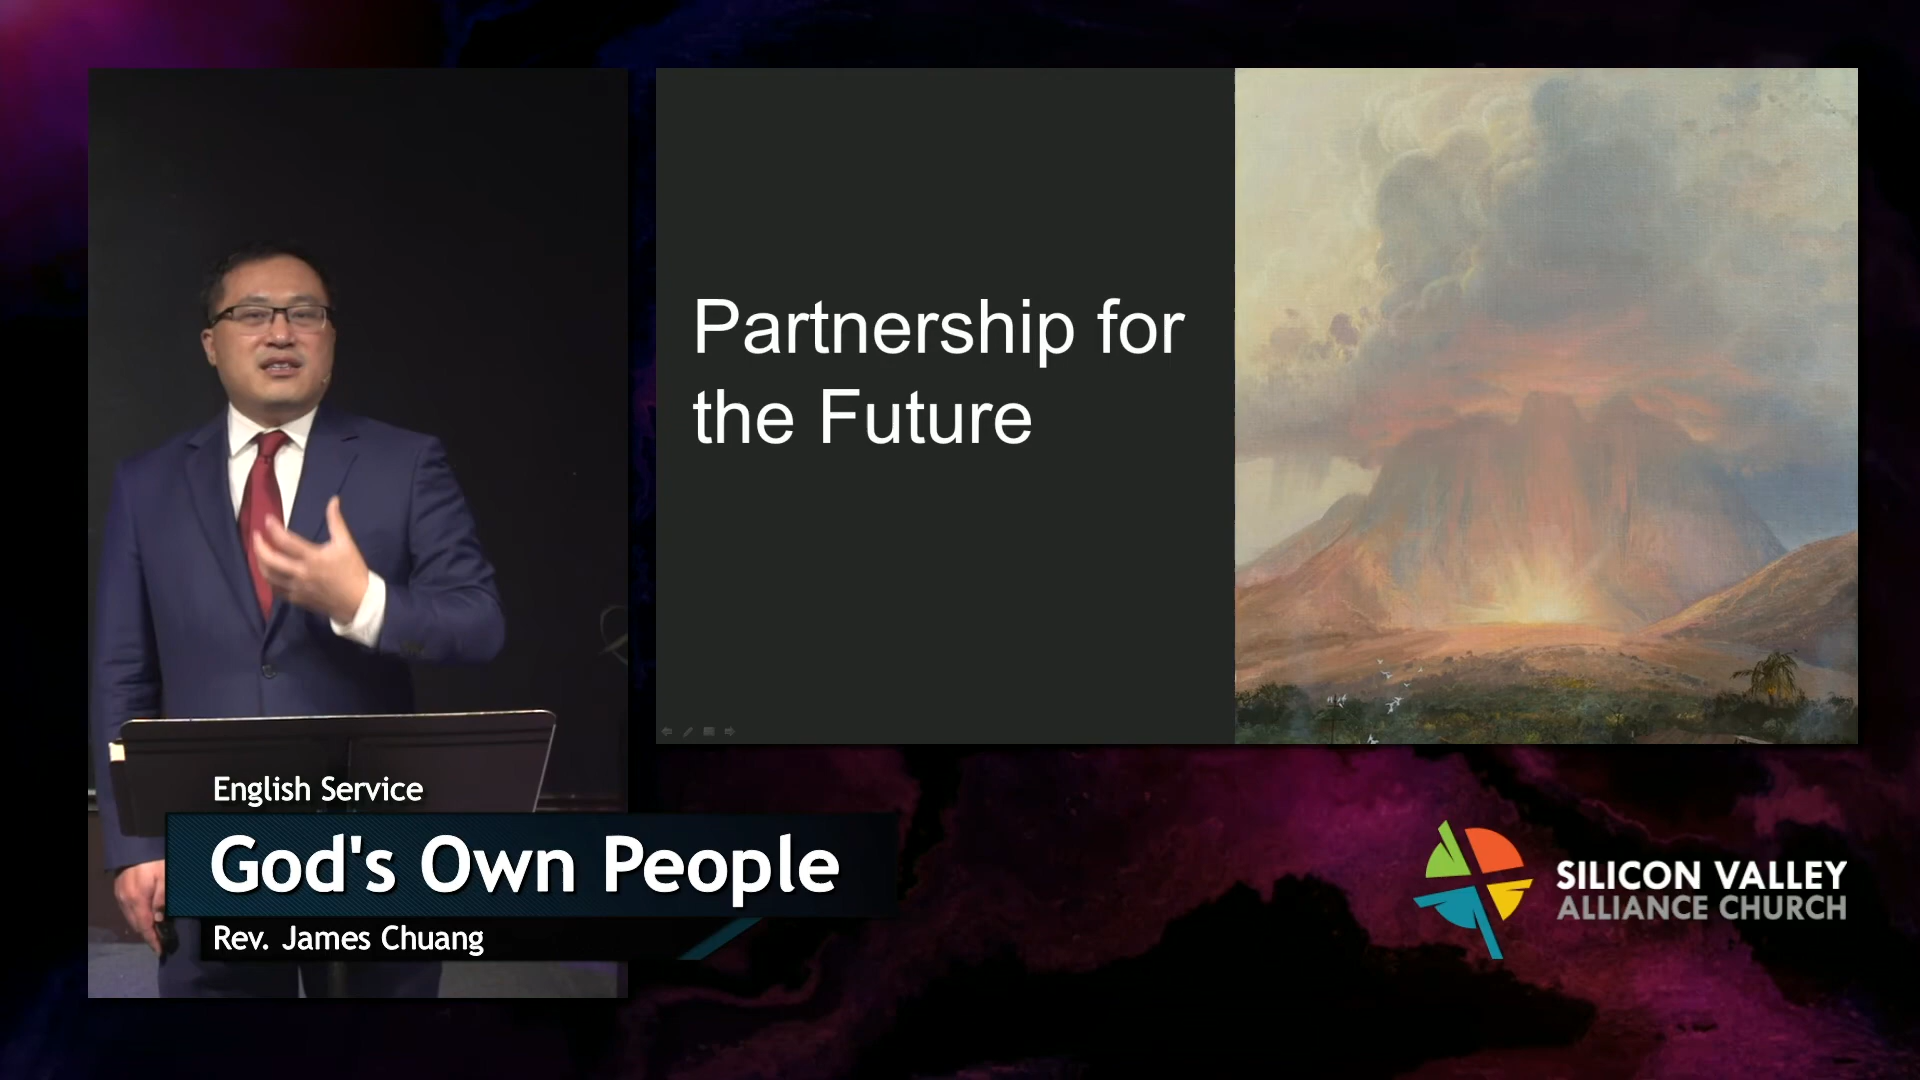 Partnership for
the Future
English Service
God's Own People
Rev. James Chuang
SILICON VALLEY
ALLIANCE CHURCH